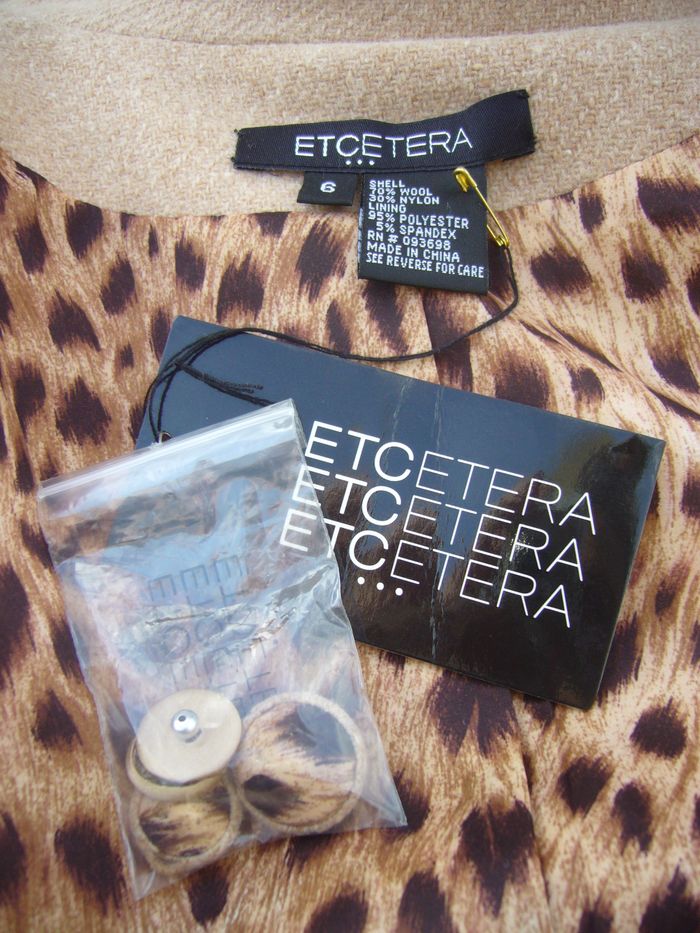 ETCETERA
6
SHELL
70% WOOL
30% NYLON
LINING
95% POLYESTER
5% SPANDEX
RN # 093698
MADE IN CHINA
SEE REVERSE FOR CARE
ETCETERA
ETCETERA
ETCETERA